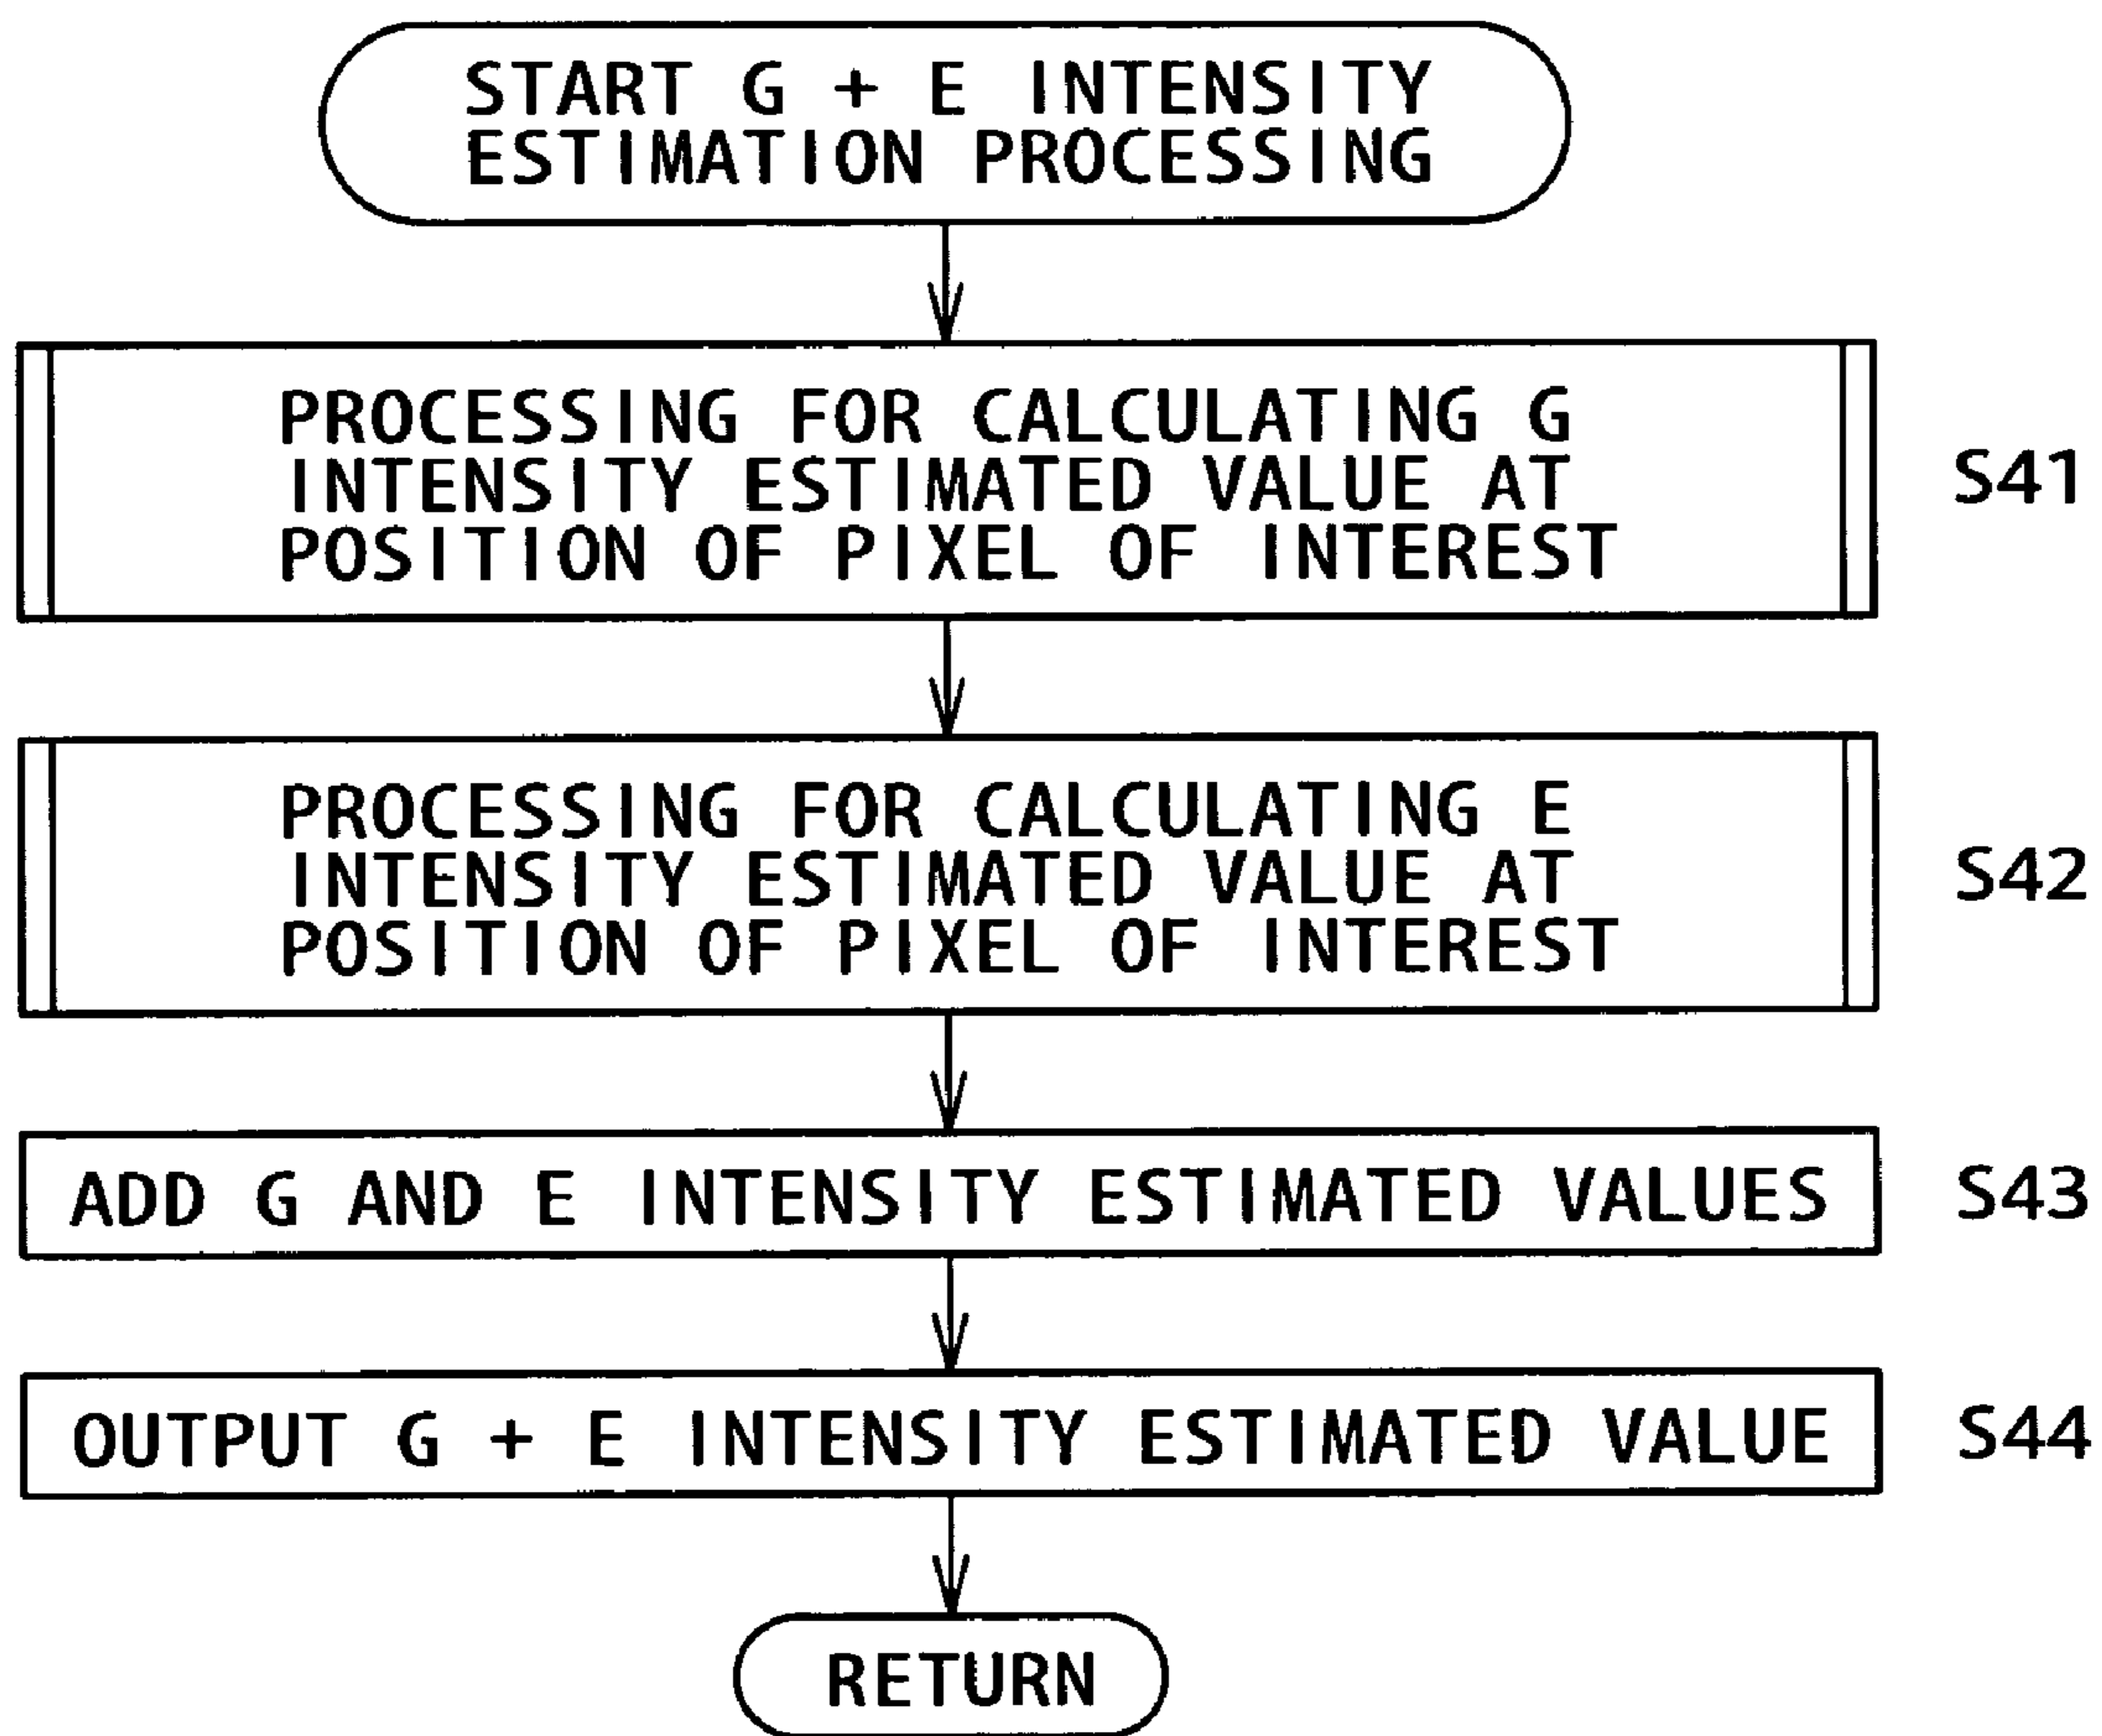 START G + E INTENSITY
ESTIMATION PROCESSING
PROCESSING FOR CALCULATING G
INTENSITY ESTIMATED VALUE AT
POSITION OF PIXEL OF INTEREST
S41
PROCESSING FOR CALCULATING E
INTENSITY ESTIMATED VALUE AT
POSITION OF PIXEL OF INTEREST
S42
ADD G AND E INTENSITY ESTIMATED VALUES
S43
OUTPUT G + E INTENSITY ESTIMATED VALUE
S44
RETURN